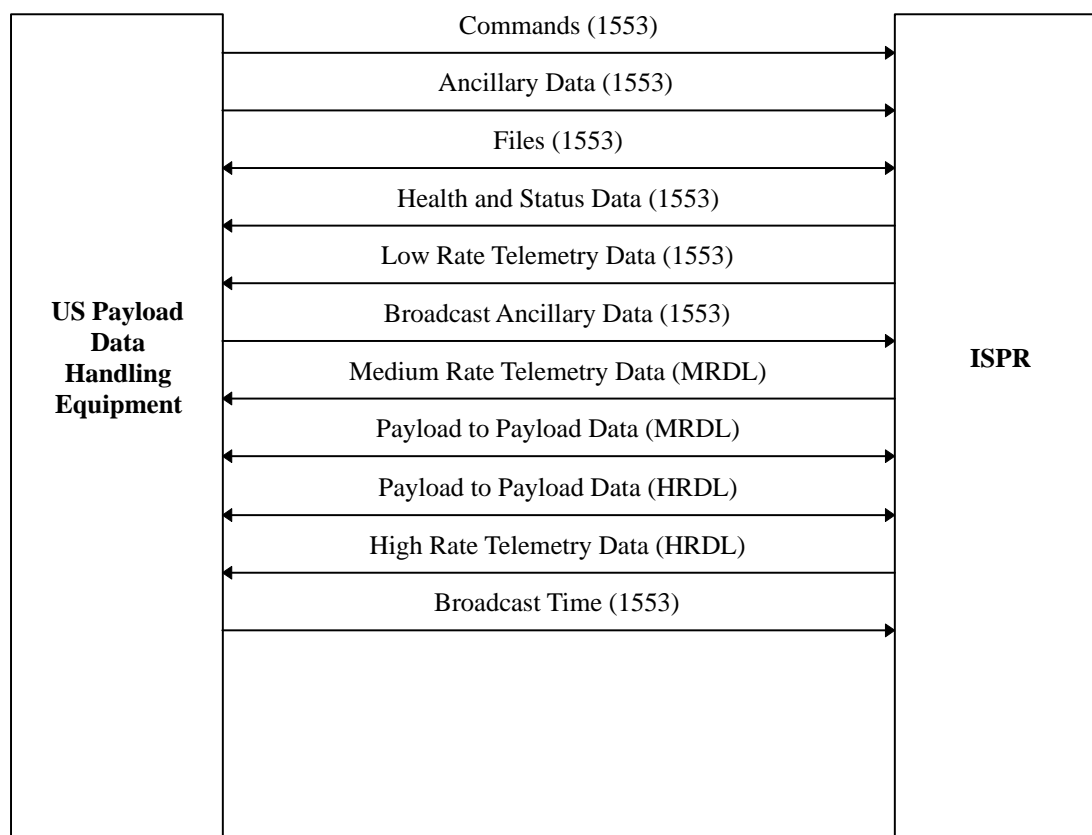 Commands (1553)
Ancillary Data (1553)
Files (1553)
Health and Status Data (1553)
Low Rate Telemetry Data (1553)
US Payload
Data
Handling
Equipment
Broadcast Ancillary Data (1553)
ISPR
Medium Rate Telemetry Data (MRDL)
Payload to Payload Data (MRDL)
Payload to Payload Data (HRDL)
High Rate Telemetry Data (HRDL)
Broadcast Time (1553)